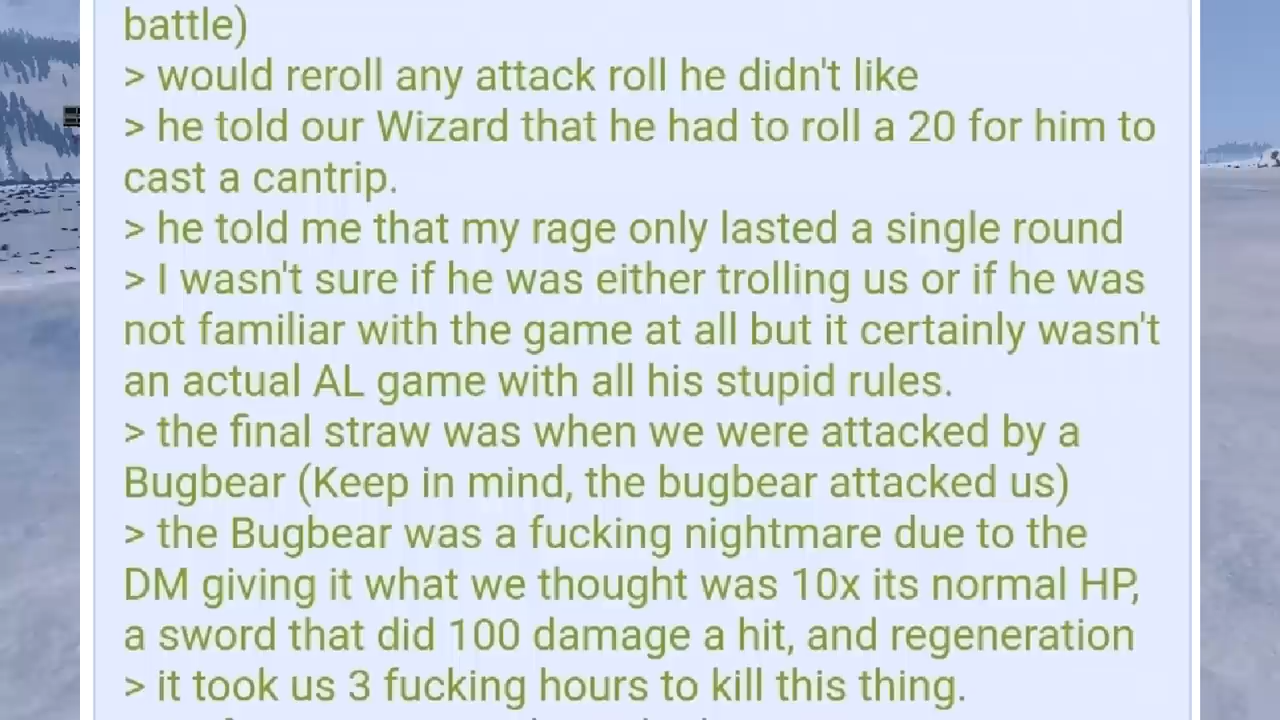 battle)
> would reroll any attack roll he didn't like
> he told our Wizard that he had to roll a 20 for him to
cast a cantrip.
> he told me that my rage only lasted a single round
> I wasn't sure if he was either trolling us or if he was
not familiar with the game at all but it certainly wasn't
an actual AL game with all his stupid rules.
> the final straw was when we were attacked by a
Bugbear (Keep in mind, the bugbear attacked us)
> the Bugbear was a fucking nightmare due to the
DM giving it what we thought was 10x its normal HP,
a sword that did 100 damage a hit, and regeneration
> it took us 3 fucking hours to kill this thing.